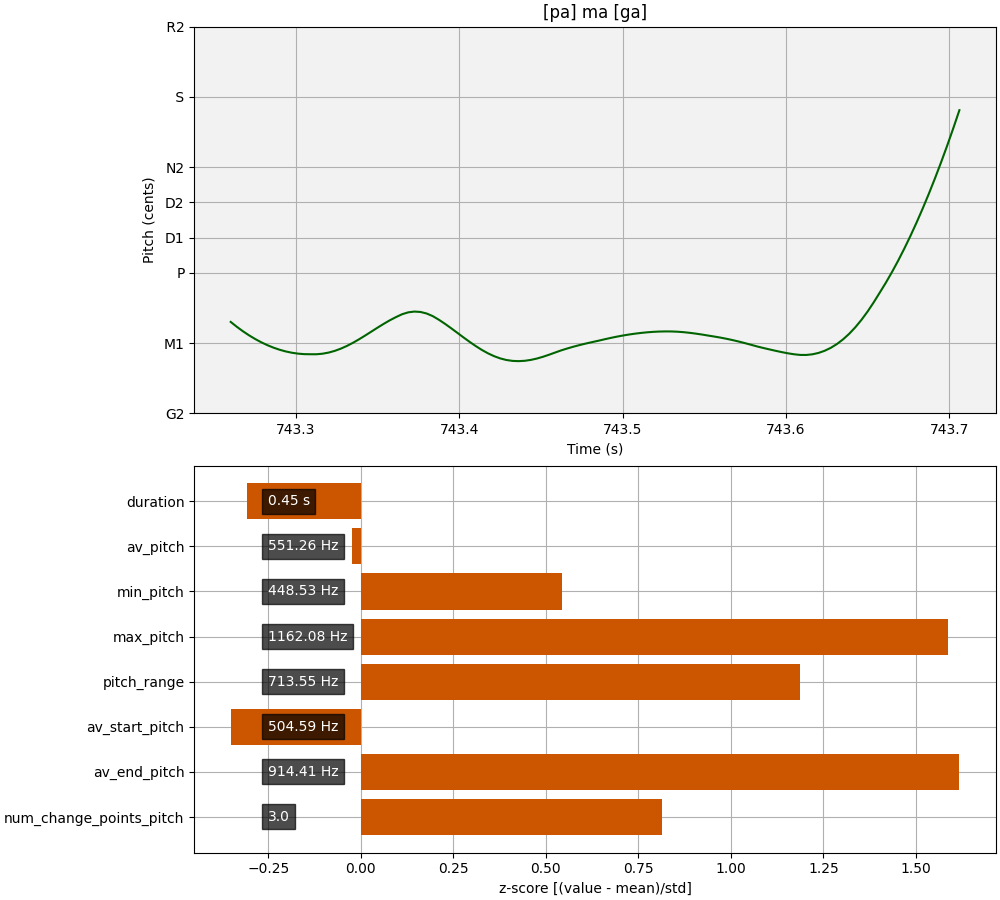 [pa] ma [ga]
R2
S
N2
D2
D1
P
M1
G2
Pitch (cents)
743.3 743.4 743.5 743.6 743.7
Time (s)
duration 0.45 s
av_pitch 551.26 Hz
min_pitch 448.53 Hz
max_pitch 1162.08 Hz
pitch_range 713.55 Hz
av_start_pitch 504.59 Hz
av_end_pitch 914.41 Hz
num_change_points_pitch 3.0
−0.25 0.00 0.25 0.50 0.75 1.00 1.25 1.50
z-score [(value - mean)/std]